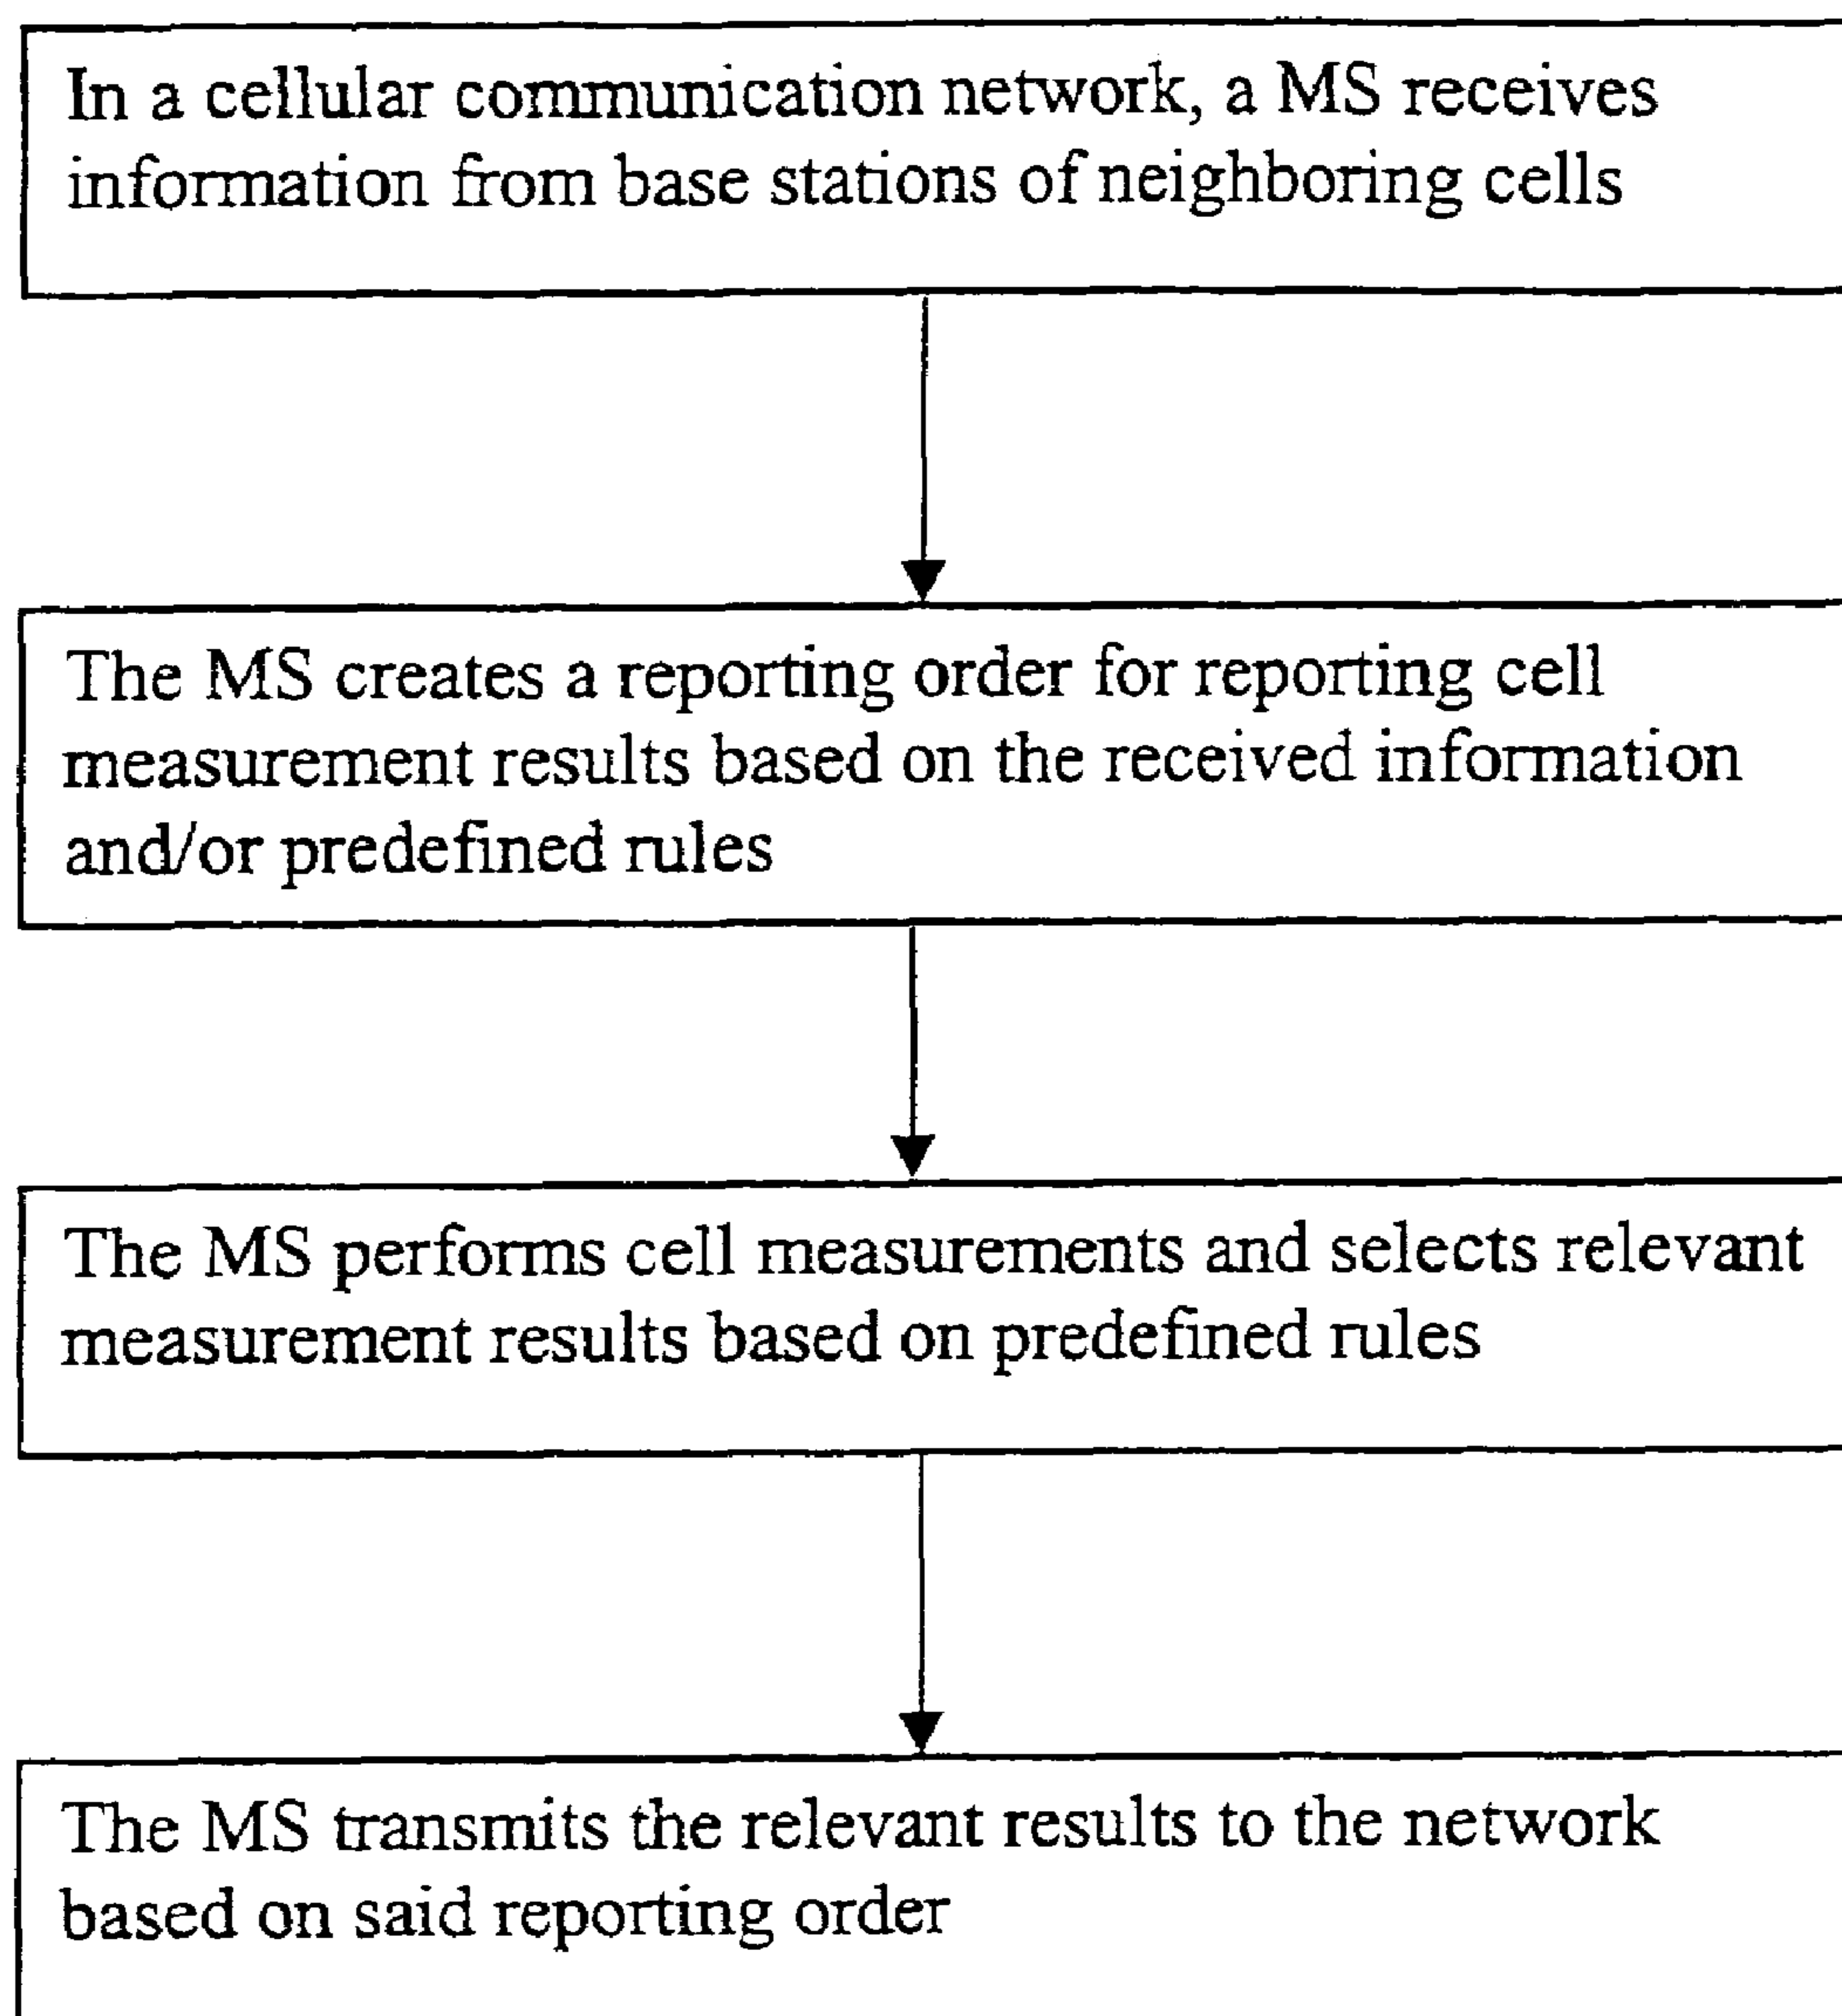 In a cellular communication network, a MS receives
information from base stations of neighboring cells
The MS creates a reporting order for reporting cell
measurement results based on the received information
and/or predefined rules
The MS performs cell measurements and selects relevant
measurement results based on predefined rules
The MS transmits the relevant results to the network
based on said reporting order